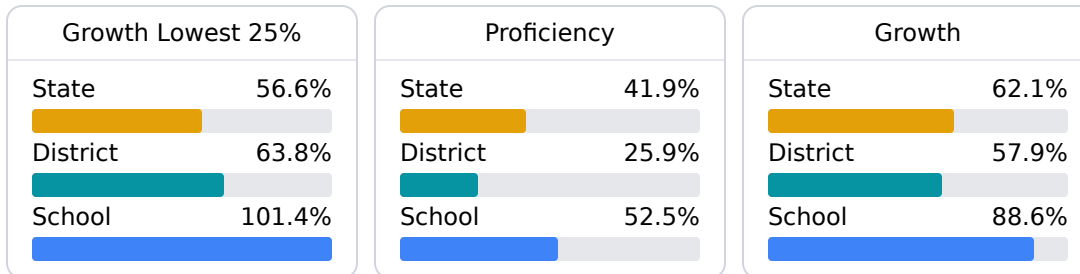 Growth Lowest 25%
State 56.6%
District 63.8%
School 101.4%
Proficiency
State 41.9%
District 25.9%
School 52.5%
Growth
State 62.1%
District 57.9%
School 88.6%